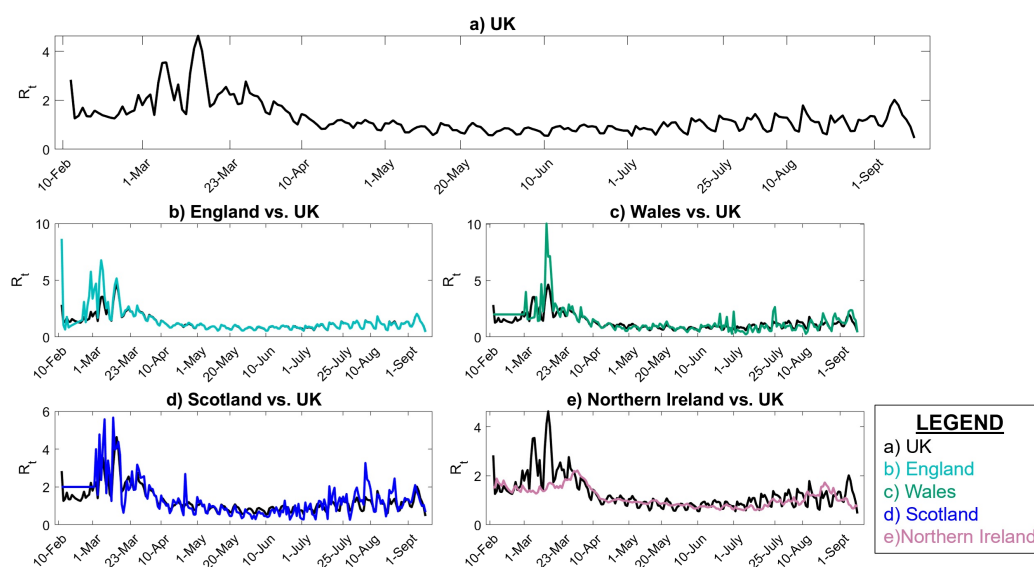 a) UK
4
2
0
R_t
10-Feb 1-Mar 23-Mar 10-Apr 1-May 20-May 10-Jun 1-July 25-July 10-Aug 1-Sept
b) England vs. UK
10
5
0
R_t
10-Feb 1-Mar 23-Mar 10-Apr 1-May 20-May 10-Jun 1-July 25-July 10-Aug 1-Sept
c) Wales vs. UK
10
5
0
R_t
10-Feb 1-Mar 23-Mar 10-Apr 1-May 20-May 10-Jun 1-July 25-July 10-Aug 1-Sept
d) Scotland vs. UK
6
4
2
0
R_t
10-Feb 1-Mar 23-Mar 10-Apr 1-May 20-May 10-Jun 1-July 25-July 10-Aug 1-Sept
e) Northern Ireland vs. UK
4
2
0
R_t
10-Feb 1-Mar 23-Mar 10-Apr 1-May 20-May 10-Jun 1-July 25-July 10-Aug 1-Sept
LEGEND
a) UK
b) England
c) Wales
d) Scotland
e)Northern Ireland